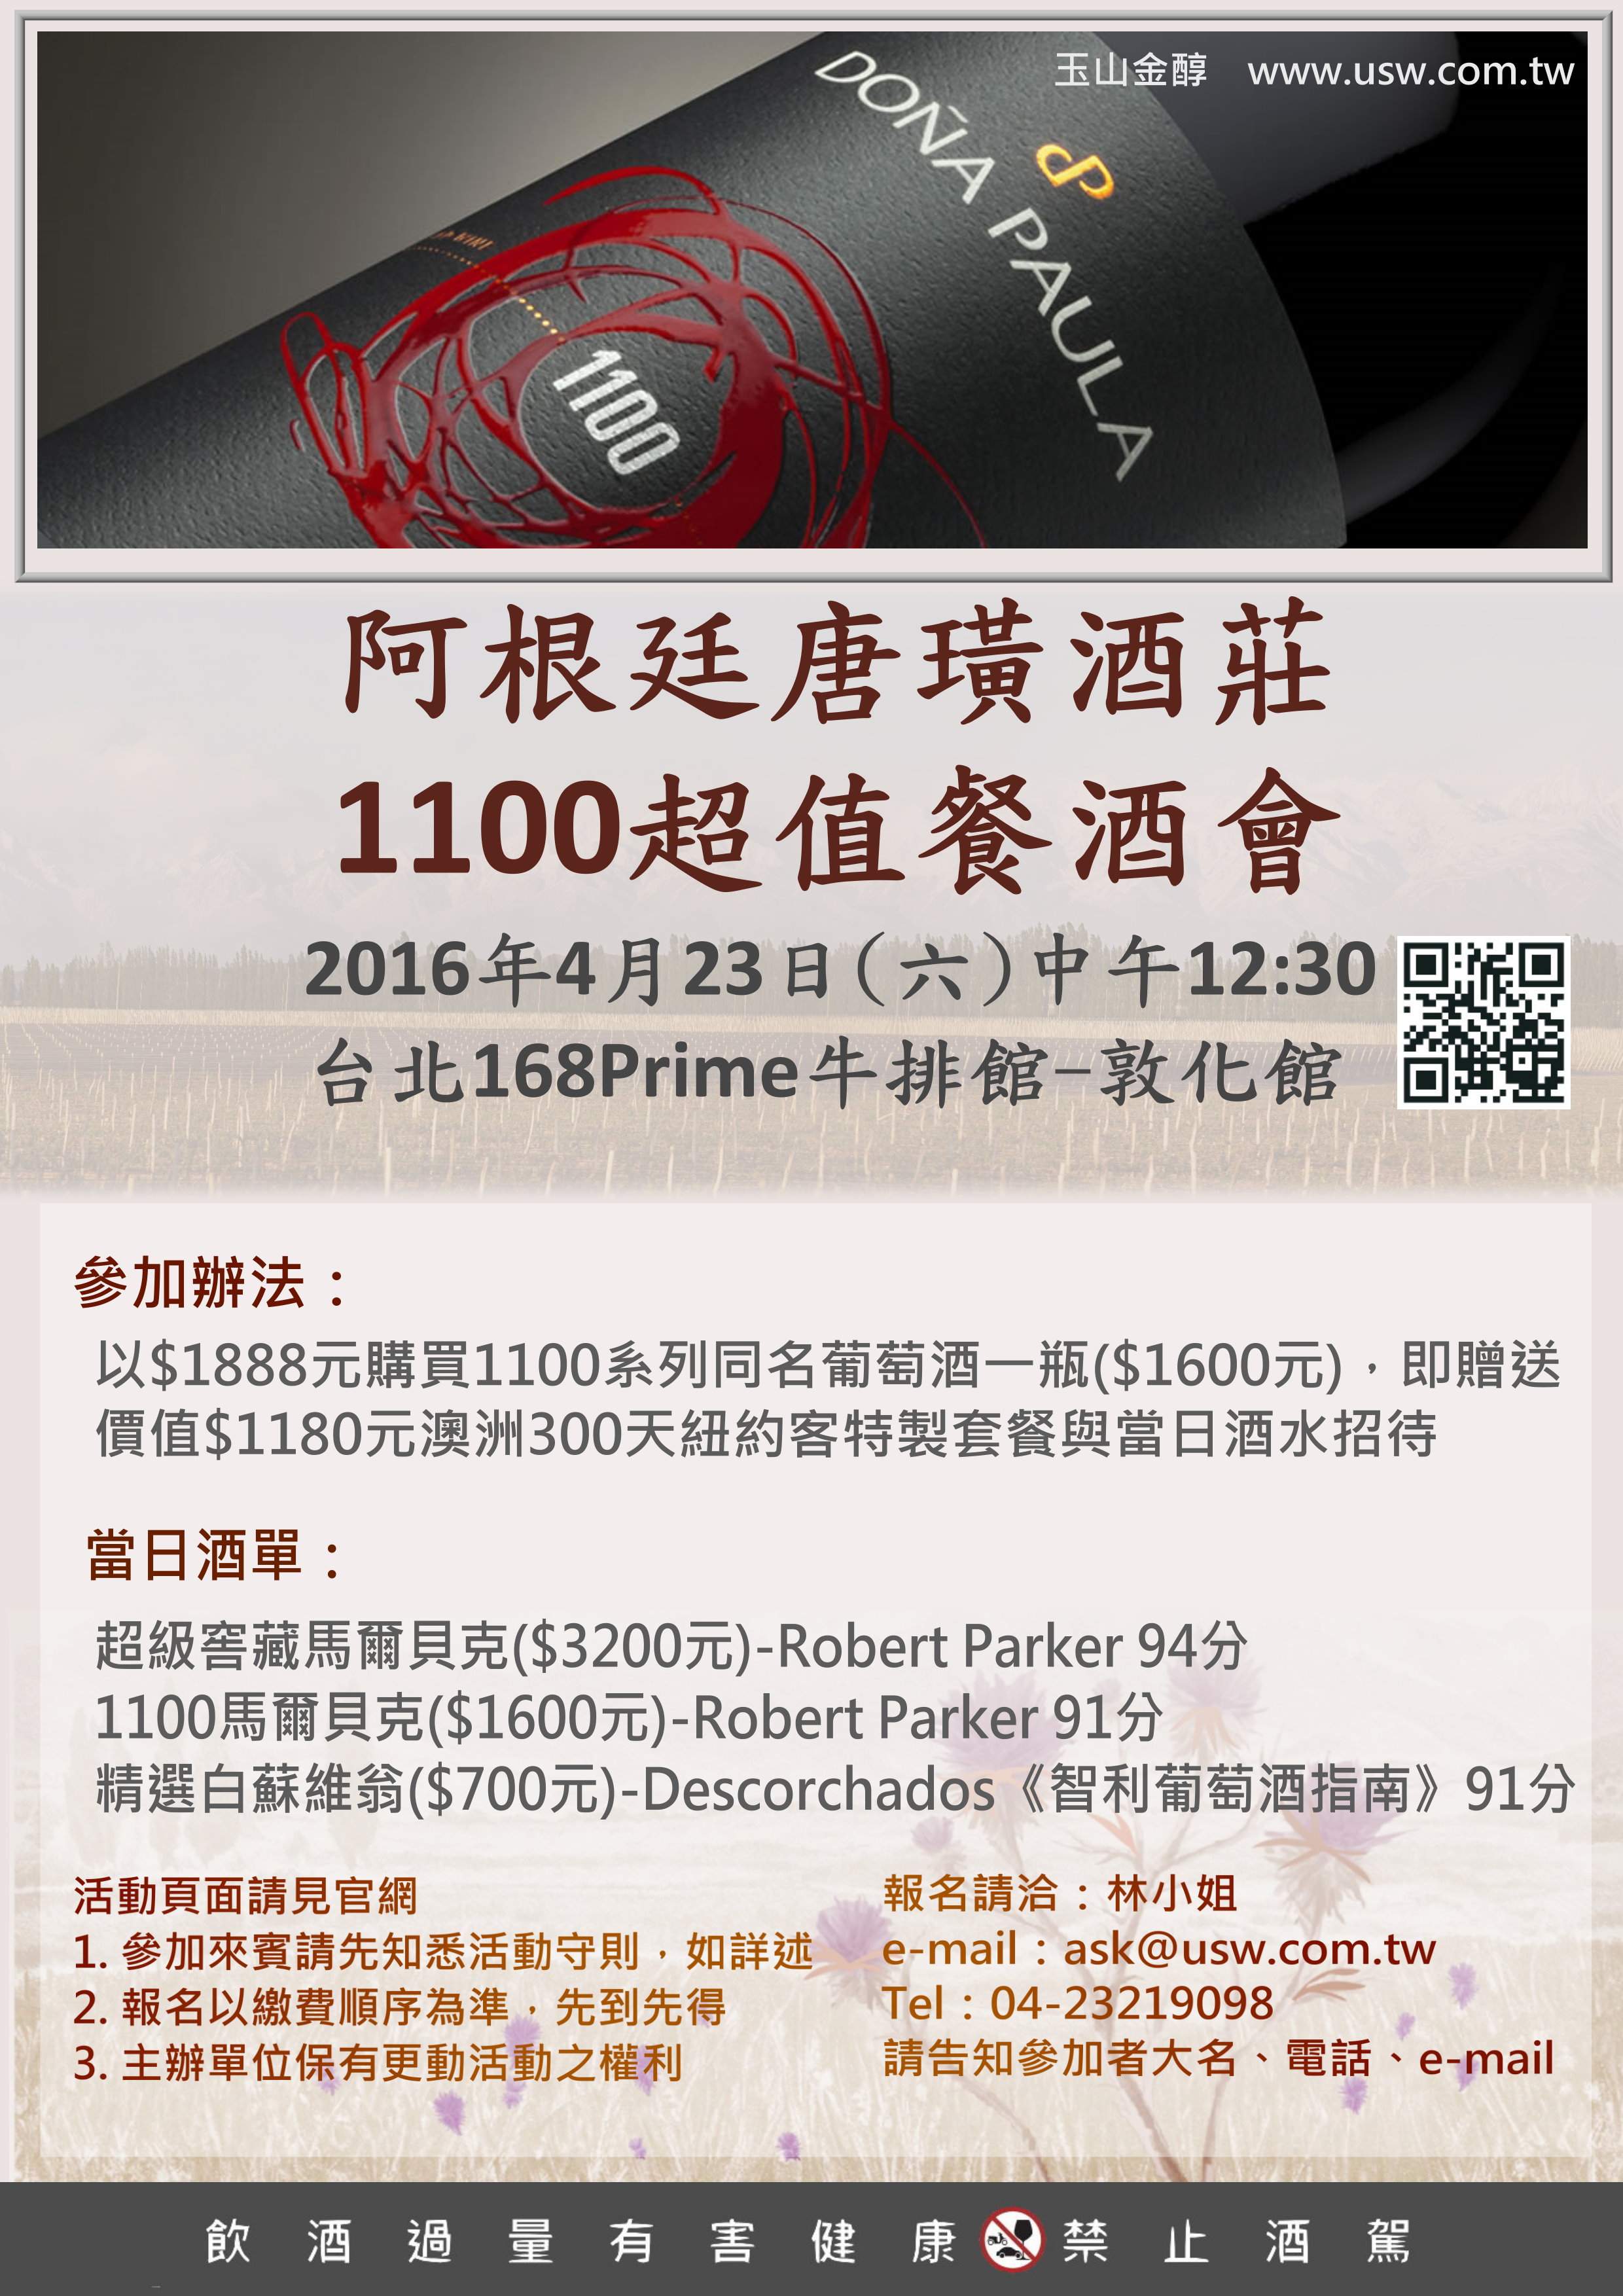 玉山金醇 www.usw.com.tw
DOÑA PAULA
1100
阿根廷唐璜酒莊
1100超值餐酒會
2016年4月23日(六)中午12:30
台北168Prime牛排館-敦化館
參加辦法：
以$1888元購買1100系列同名葡萄酒一瓶($1600元)，即贈送
價值$1180元澳洲300天紐約客特製套餐與當日酒水招待
當日酒單：
超級窖藏馬爾貝克($3200元)-Robert Parker 94分
1100馬爾貝克($1600元)-Robert Parker 91分
精選白蘇維翁($700元)-Descorchados《智利葡萄酒指南》91分
活動頁面請見官網
1. 參加來賓請先知悉活動守則，如詳述
2. 報名以繳費順序為準，先到先得
3. 主辦單位保有更動活動之權利
報名請洽：林小姐
e-mail：ask@usw.com.tw
Tel：04-23219098
請告知參加者大名、電話、e-mail
飲酒過量有害健康 禁止酒駕